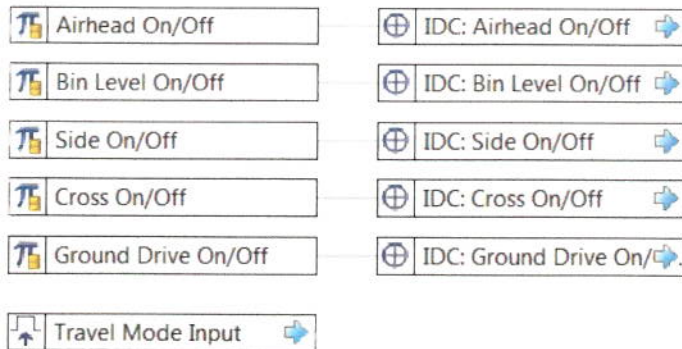 Airhead On/Off IDC: Airhead On/Off
Bin Level On/Off IDC: Bin Level On/Off
Side On/Off IDC: Side On/Off
Cross On/Off IDC: Cross On/Off
Ground Drive On/Off IDC: Ground Drive On/
Travel Mode Input